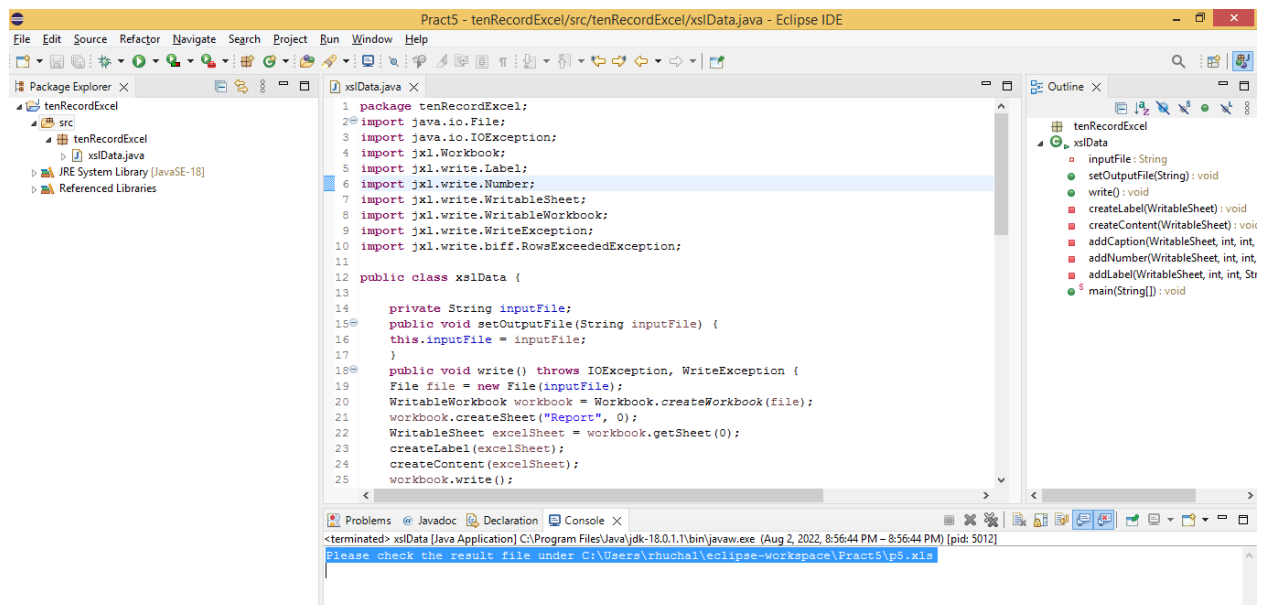 Pract5 - tenRecordExcel/src/tenRecordExcel/xslData.java - Eclipse IDE
File Edit Source Refactor Navigate Search Project Run Window Help
Package Explorer
tenRecordExcel
src
tenRecordExcel
xslData.java
JRE System Library [JavaSE-18]
Referenced Libraries
xslData.java
1 package tenRecordExcel;
2 import java.io.File;
3 import java.io.IOException;
4 import jxl.Workbook;
5 import jxl.write.Label;
6 import jxl.write.Number;
7 import jxl.write.WritableSheet;
8 import jxl.write.WritableWorkbook;
9 import jxl.write.WriteException;
10 import jxl.write.biff.RowsExceededException;
11
12 public class xslData {
13
14 private String inputFile;
15 public void setOutputFile(String inputFile) {
16 this.inputFile = inputFile;
17 }
18 public void write() throws IOException, WriteException {
19 File file = new File(inputFile);
20 WritableWorkbook workbook = Workbook.createWorkbook(file);
21 workbook.createSheet("Report", 0);
22 WritableSheet excelSheet = workbook.getSheet(0);
23 createLabel(excelSheet);
24 createContent(excelSheet);
25 workbook.write();
Outline
tenRecordExcel
xslData
inputFile : String
setOutputFile(String) : void
write() : void
createLabel(WritableSheet) : void
createContent(WritableSheet) : voic
addCaption(WritableSheet, int, int,
addNumber(WritableSheet, int, int,
addLabel(WritableSheet, int, int, Str
main(String[]) : void
Problems @ Javadoc Declaration Console
<terminated> xslData [Java Application] C:\Program Files\Java\jdk-18.0.1.1\bin\javaw.exe (Aug 2, 2022, 8:56:44 PM – 8:56:44 PM) [pid: 5012]
Please check the result file under C:\Users\rhucha1\eclipse-workspace\Pract5\p5.xls